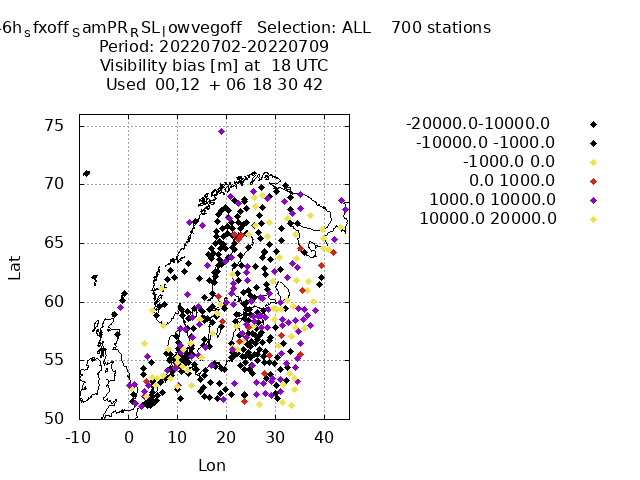 -6h_sfxoff_samPR_RSL_lowvegoff Selection: ALL 700 stations
Period: 20220702-20220709
Visibility bias [m] at 18 UTC
Used 00,12 + 06 18 30 42
-20000.0-10000.0
-10000.0 -1000.0
-1000.0 0.0
0.0 1000.0
1000.0 10000.0
10000.0 20000.0
75
70
65
60
55
50
Lat
-10 0 10 20 30 40
Lon